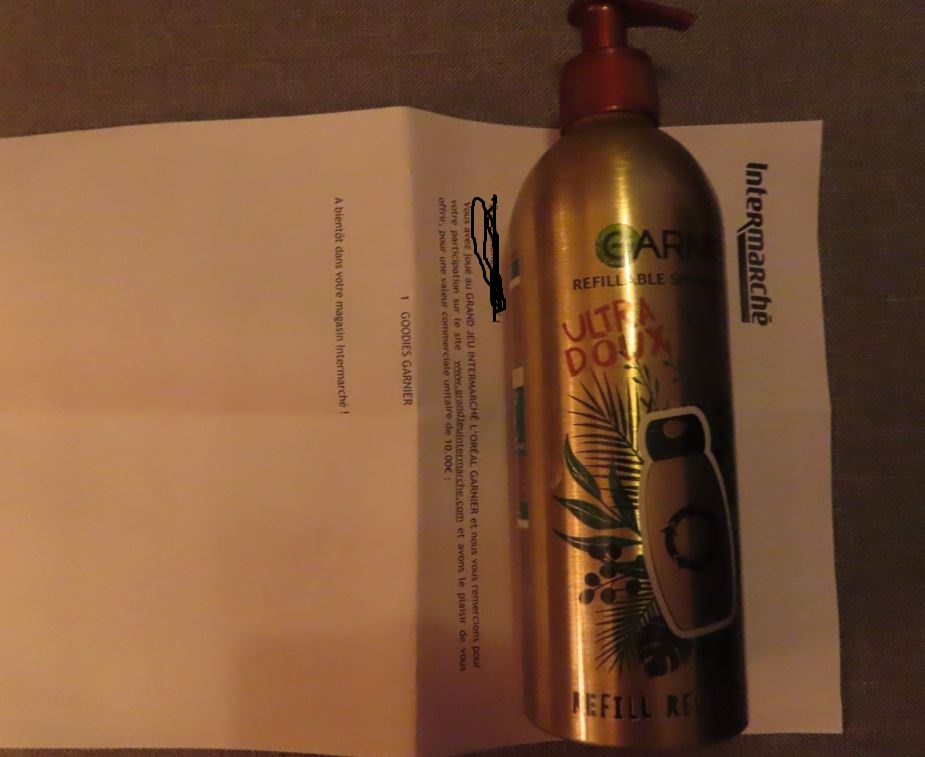 Intermarché
Vous avez joué au GRAND JEU INTERMARCHÉ L'ORÉAL GARNIER et nous vous remercions pour
votre participation sur le site www.grandjeuintermarche.com et avons le plaisir de vous
offrir, pour une valeur commerciale unitaire de 10.00€ :
1 GOODIES GARNIER
A bientôt dans votre magasin Intermarché !
GARNI
REFILLABLE
ULTRA
DOUX
REFILL